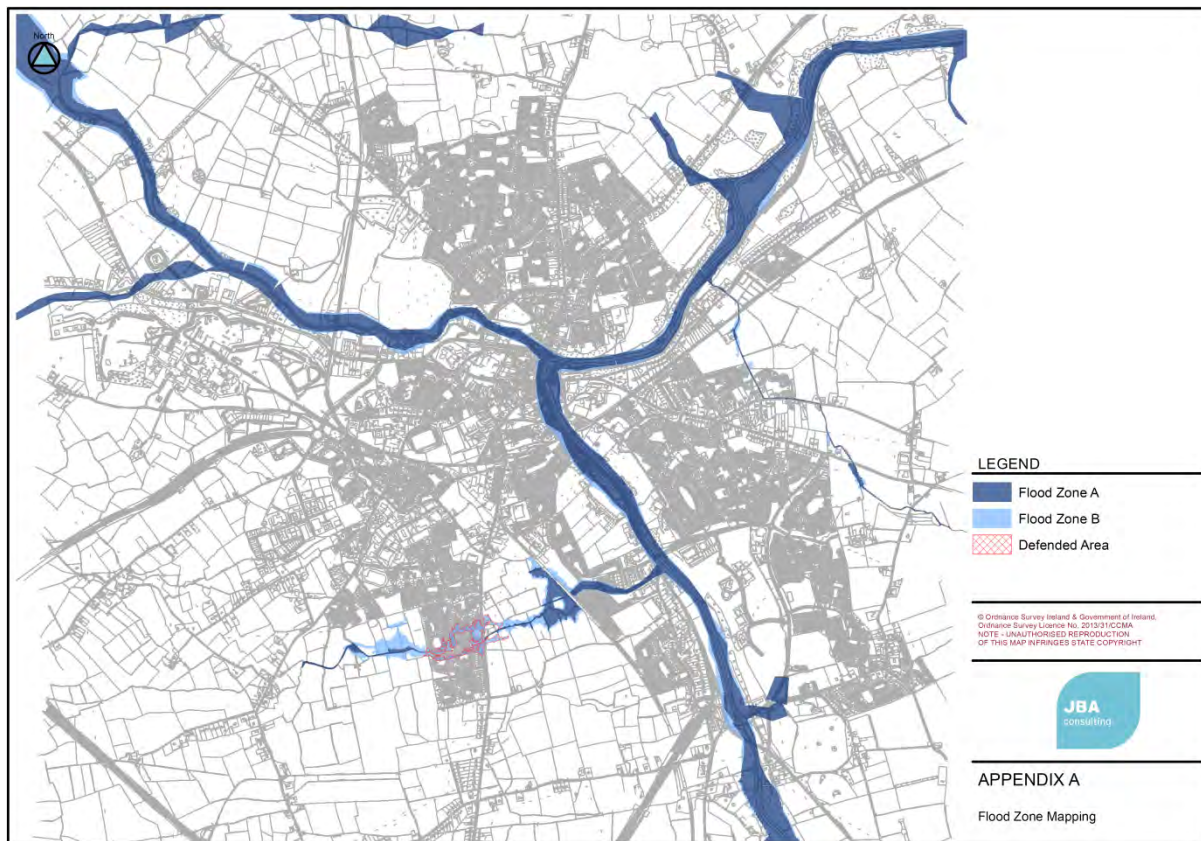 North
LEGEND
Flood Zone A
Flood Zone B
Defended Area
© Ordnance Survey Ireland & Government of Ireland,
Ordnance Survey Licence No. 2013/31/CCMA
NOTE - UNAUTHORISED REPRODUCTION
OF THIS MAP INFRINGES STATE COPYRIGHT
JBA
consulting
APPENDIX A
Flood Zone Mapping